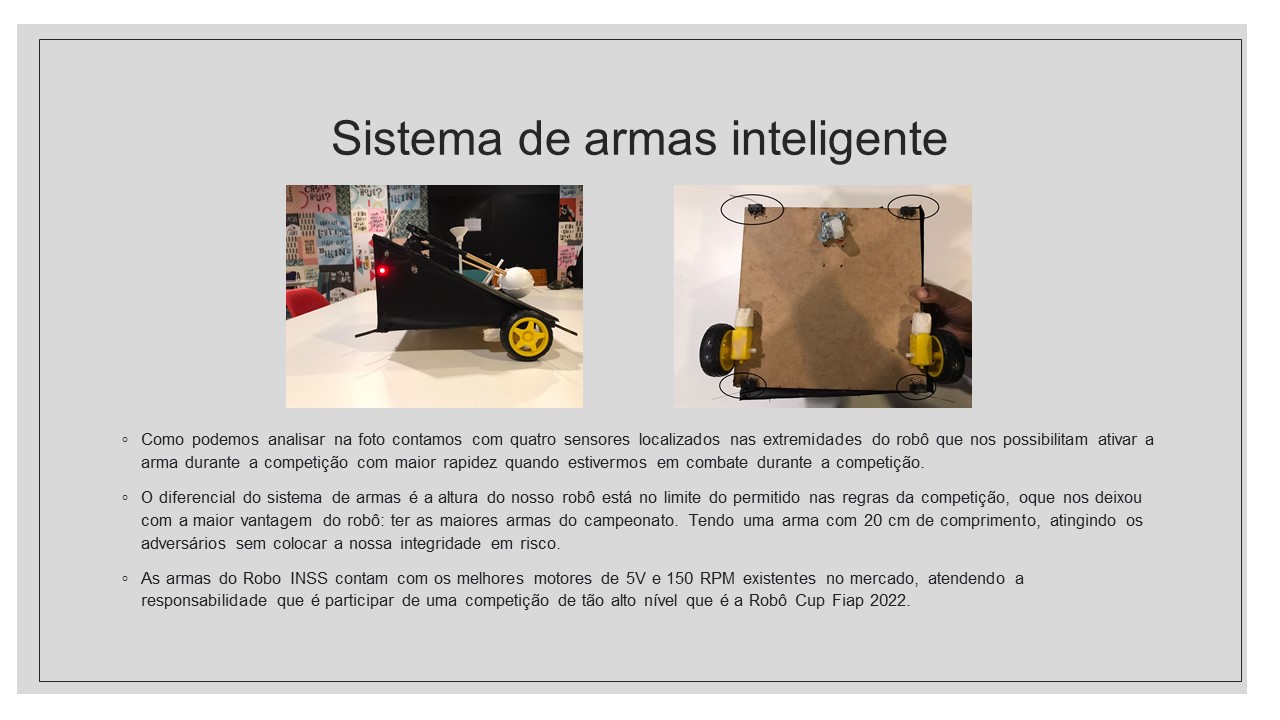 Sistema de armas inteligente
◦ Como podemos analisar na foto contamos com quatro sensores localizados nas extremidades do robô que nos possibilitam ativar a
arma durante a competição com maior rapidez quando estivermos em combate durante a competição.
◦ O diferencial do sistema de armas é a altura do nosso robô está no limite do permitido nas regras da competição, oque nos deixou
com a maior vantagem do robô: ter as maiores armas do campeonato. Tendo uma arma com 20 cm de comprimento, atingindo os
adversários sem colocar a nossa integridade em risco.
◦ As armas do Robo INSS contam com os melhores motores de 5V e 150 RPM existentes no mercado, atendendo a
responsabilidade que é participar de uma competição de tão alto nível que é a Robô Cup Fiap 2022.